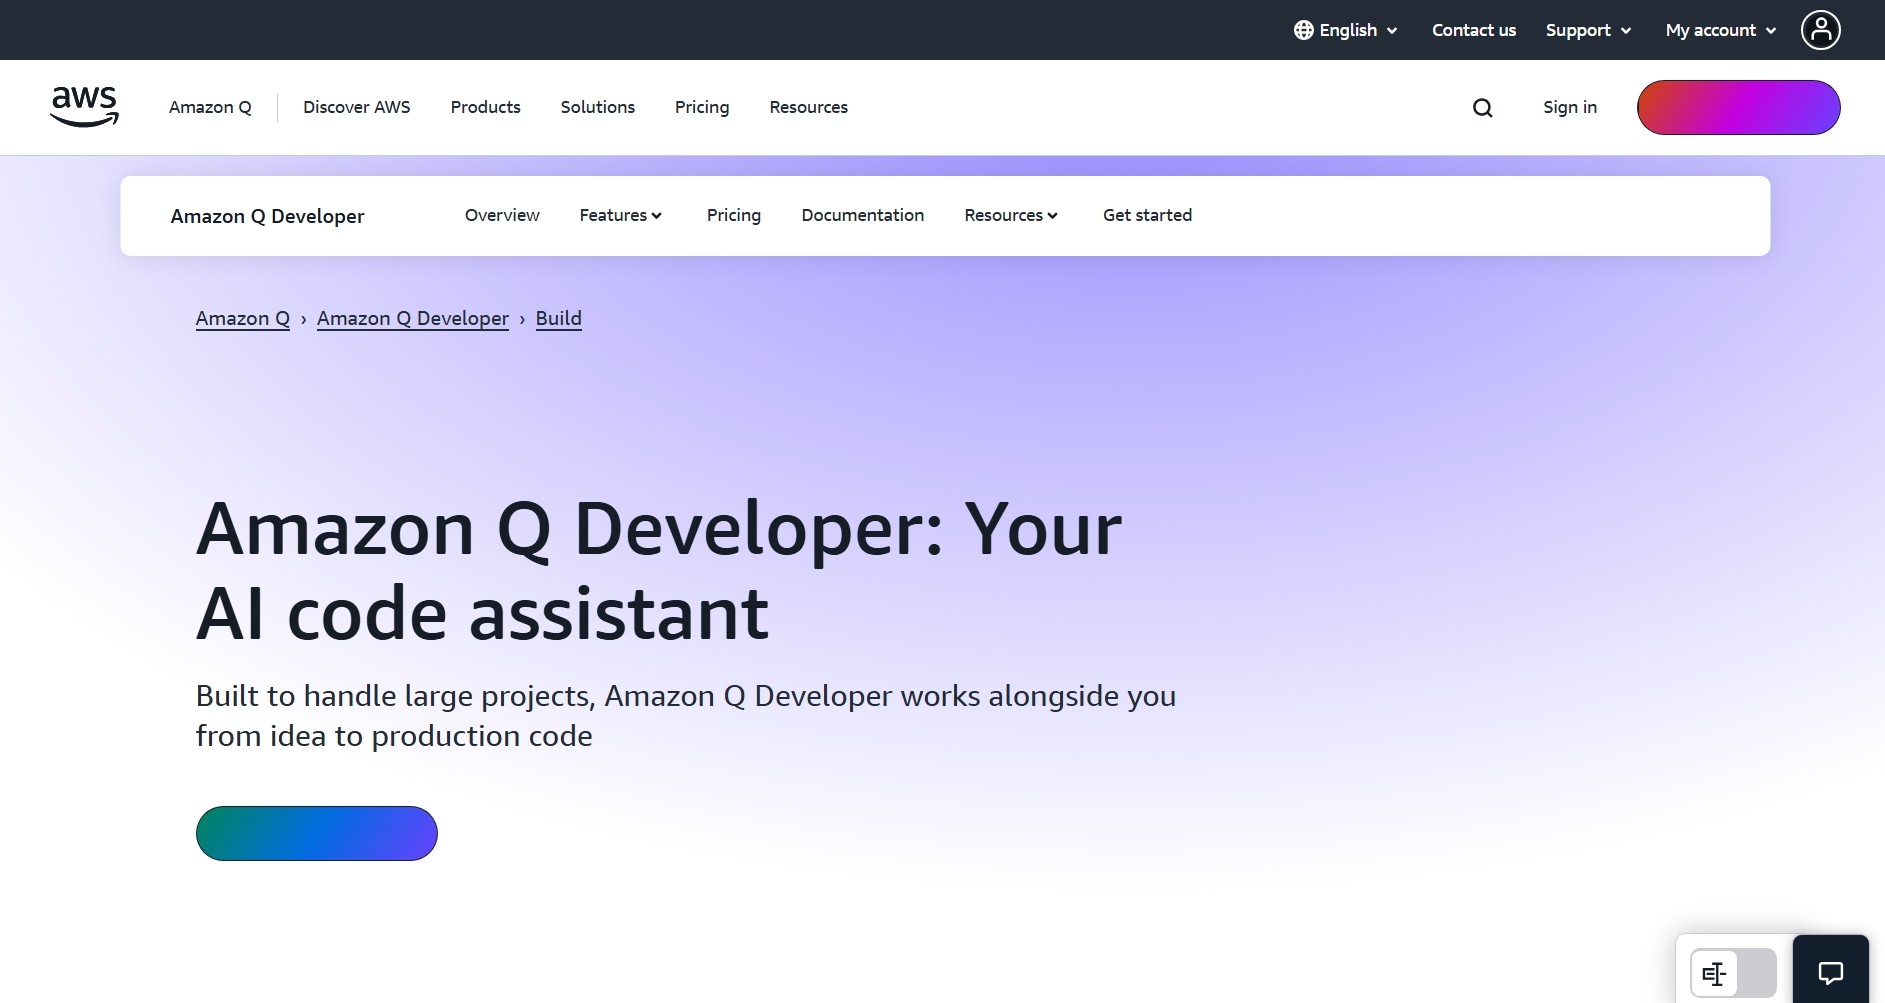 English
Contact us
Support
My account
aws
Amazon Q
Discover AWS
Products
Solutions
Pricing
Resources
Sign in
Amazon Q Developer
Overview
Features
Pricing
Documentation
Resources
Get started
Amazon Q › Amazon Q Developer › Build
Amazon Q Developer: Your
AI code assistant
Built to handle large projects, Amazon Q Developer works alongside you
from idea to production code